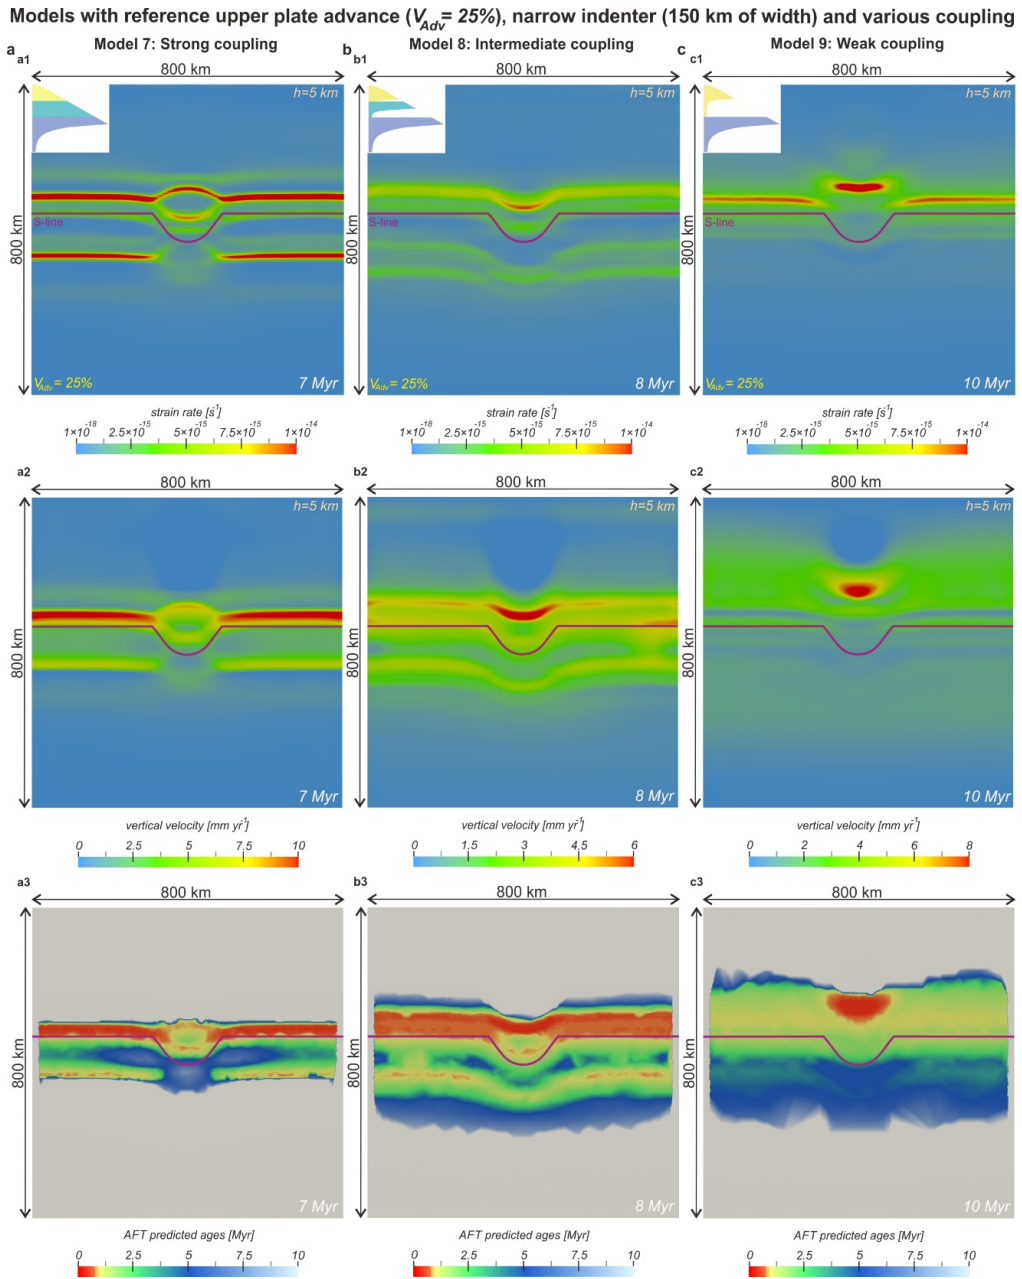 Models with reference upper plate advance (V_Adv = 25%), narrow indenter (150 km of width) and various coupling
a Model 7: Strong coupling b Model 8: Intermediate coupling c Model 9: Weak coupling
a1 b1 c1
800 km 800 km 800 km
h=5 km h=5 km h=5 km
800 km 800 km 800 km
S-line S-line S-line
V_Adv = 25% 7 Myr V_Adv = 25% 8 Myr V_Adv = 25% 10 Myr
strain rate [s⁻¹] strain rate [s⁻¹] strain rate [s⁻¹]
1×10⁻¹⁸ 2.5×10⁻¹⁵ 5×10⁻¹⁵ 7.5×10⁻¹⁵ 1×10⁻¹⁴ 1×10⁻¹⁸ 2.5×10⁻¹⁵ 5×10⁻¹⁵ 7.5×10⁻¹⁵ 1×10⁻¹⁴ 1×10⁻¹⁸ 2.5×10⁻¹⁵ 5×10⁻¹⁵ 7.5×10⁻¹⁵ 1×10⁻¹⁴
a2 b2 c2
800 km 800 km 800 km
h=5 km h=5 km h=5 km
800 km 800 km 800 km
7 Myr 8 Myr 10 Myr
vertical velocity [mm yr⁻¹] vertical velocity [mm yr⁻¹] vertical velocity [mm yr⁻¹]
0 2.5 5 7.5 10 0 1.5 3 4.5 6 0 2 4 6 8
a3 b3 c3
800 km 800 km 800 km
800 km 800 km 800 km
7 Myr 8 Myr 10 Myr
AFT predicted ages [Myr] AFT predicted ages [Myr] AFT predicted ages [Myr]
0 2.5 5 7.5 10 0 2.5 5 7.5 10 0 2.5 5 7.5 10